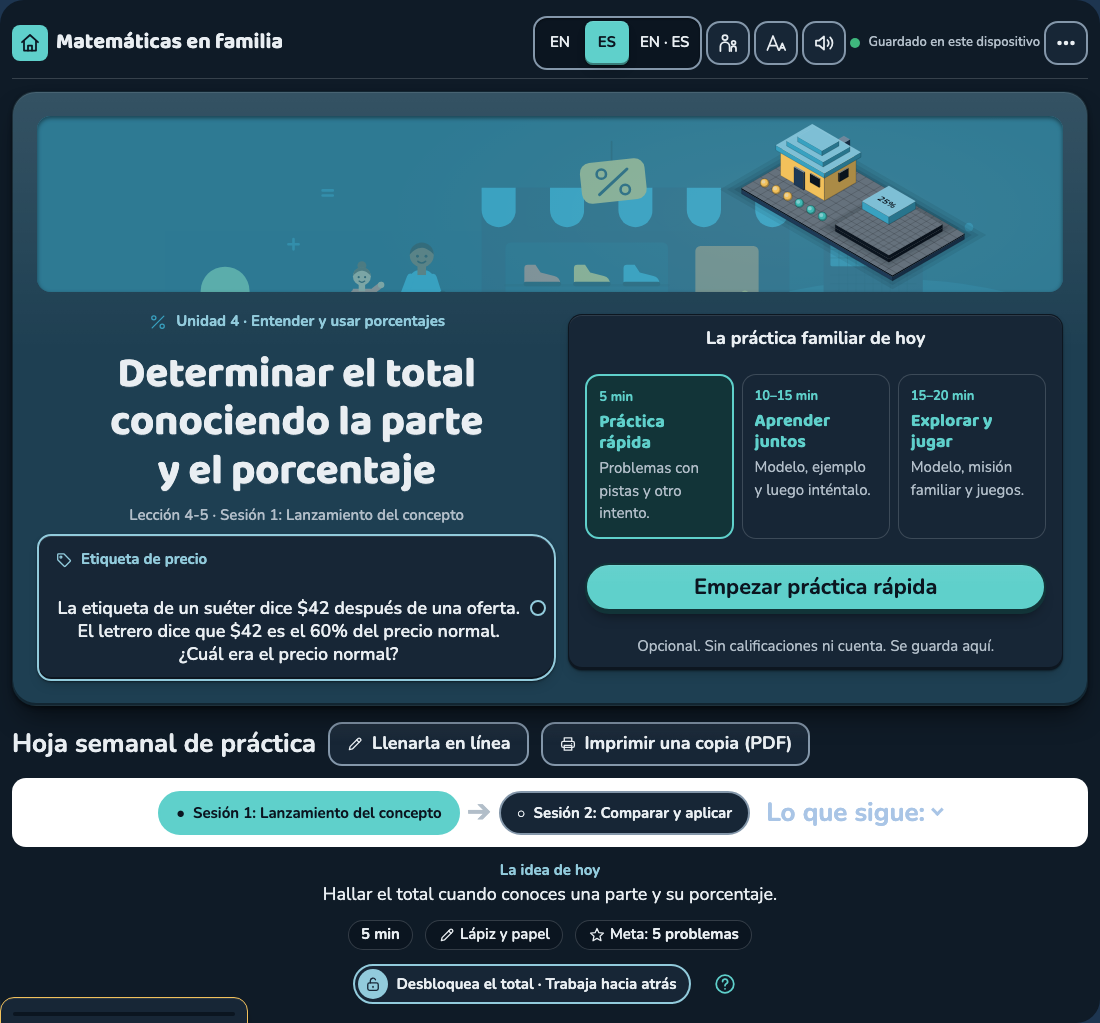 Matemáticas en familia
EN
ES
EN · ES
Guardado en este dispositivo
=
+
%
25%
Unidad 4 · Entender y usar porcentajes
Determinar el total
conociendo la parte
y el porcentaje
Lección 4-5 · Sesión 1: Lanzamiento del concepto
Etiqueta de precio
La etiqueta de un suéter dice $42 después de una oferta.
El letrero dice que $42 es el 60% del precio normal.
¿Cuál era el precio normal?
La práctica familiar de hoy
5 min
Práctica
rápida
Problemas con
pistas y otro
intento.
10–15 min
Aprender
juntos
Modelo, ejemplo
y luego inténtalo.
15–20 min
Explorar y
jugar
Modelo, misión
familiar y juegos.
Empezar práctica rápida
Opcional. Sin calificaciones ni cuenta. Se guarda aquí.
Hoja semanal de práctica
Llenarla en línea
Imprimir una copia (PDF)
Sesión 1: Lanzamiento del concepto
Sesión 2: Comparar y aplicar
Lo que sigue:
La idea de hoy
Hallar el total cuando conoces una parte y su porcentaje.
5 min
Lápiz y papel
Meta: 5 problemas
Desbloquea el total · Trabaja hacia atrás
?